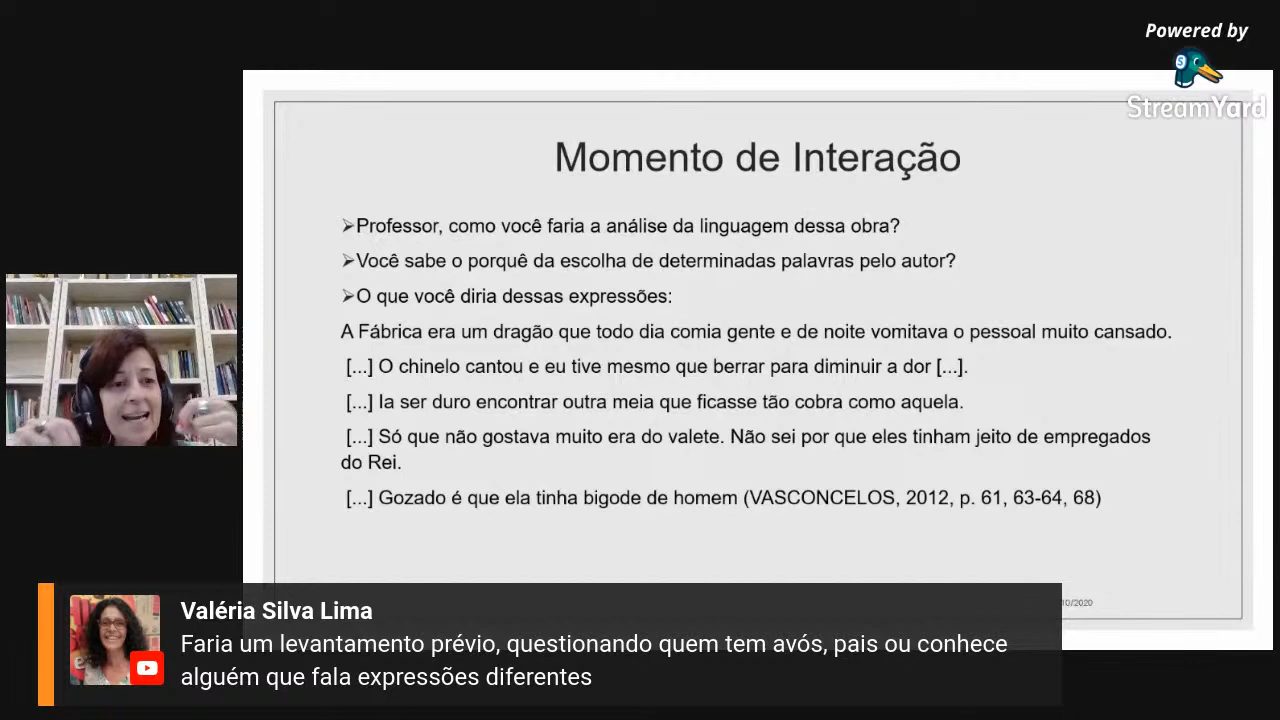 Powered by
StreamYard
Momento de Interação
➢Professor, como você faria a análise da linguagem dessa obra?
➢Você sabe o porquê da escolha de determinadas palavras pelo autor?
➢O que você diria dessas expressões:
A Fábrica era um dragão que todo dia comia gente e de noite vomitava o pessoal muito cansado.
[...] O chinelo cantou e eu tive mesmo que berrar para diminuir a dor [...].
[...] Ia ser duro encontrar outra meia que ficasse tão cobra como aquela.
[...] Só que não gostava muito era do valete. Não sei por que eles tinham jeito de empregados
do Rei.
[...] Gozado é que ela tinha bigode de homem (VASCONCELOS, 2012, p. 61, 63-64, 68)
10/2020
Valéria Silva Lima
Faria um levantamento prévio, questionando quem tem avós, pais ou conhece
alguém que fala expressões diferentes